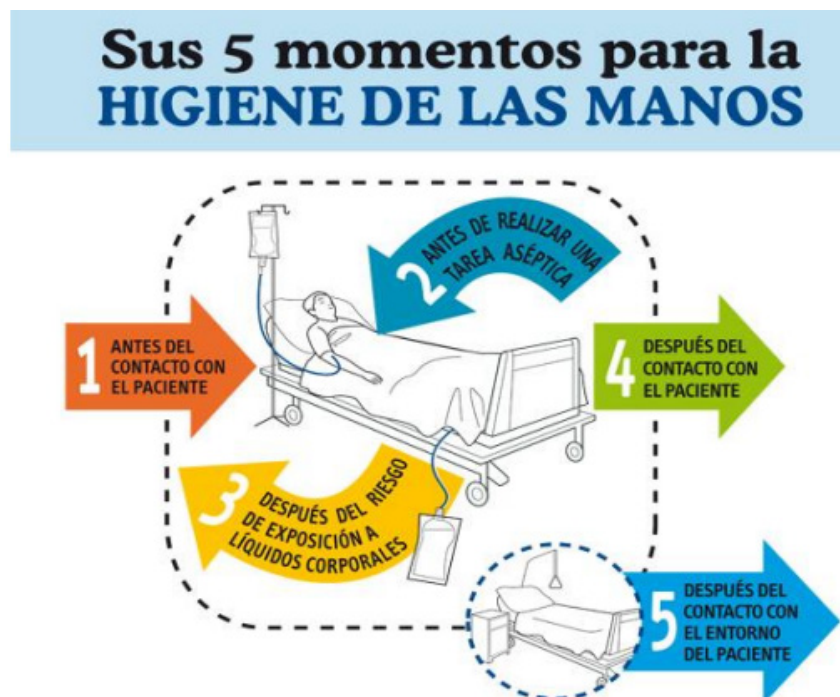 Sus 5 momentos para la
HIGIENE DE LAS MANOS
1
ANTES DEL
CONTACTO CON
EL PACIENTE
2
ANTES DE REALIZAR UNA
TAREA ASÉPTICA
3
DESPUÉS DEL RIESGO
DE EXPOSICIÓN A
LÍQUIDOS CORPORALES
4
DESPUÉS DEL
CONTACTO CON
EL PACIENTE
5
DESPUÉS DEL
CONTACTO CON
EL ENTORNO
DEL PACIENTE